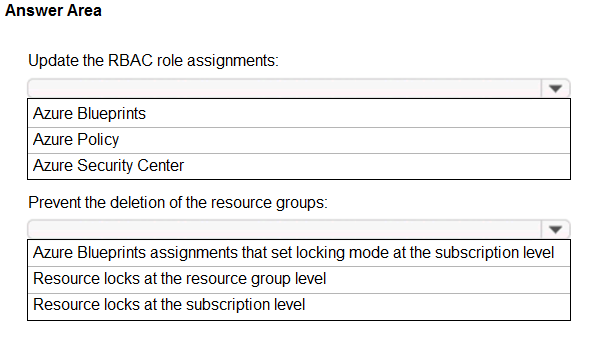 Answer Area
Update the RBAC role assignments:
Azure Blueprints
Azure Policy
Azure Security Center
Prevent the deletion of the resource groups:
Azure Blueprints assignments that set locking mode at the subscription level
Resource locks at the resource group level
Resource locks at the subscription level